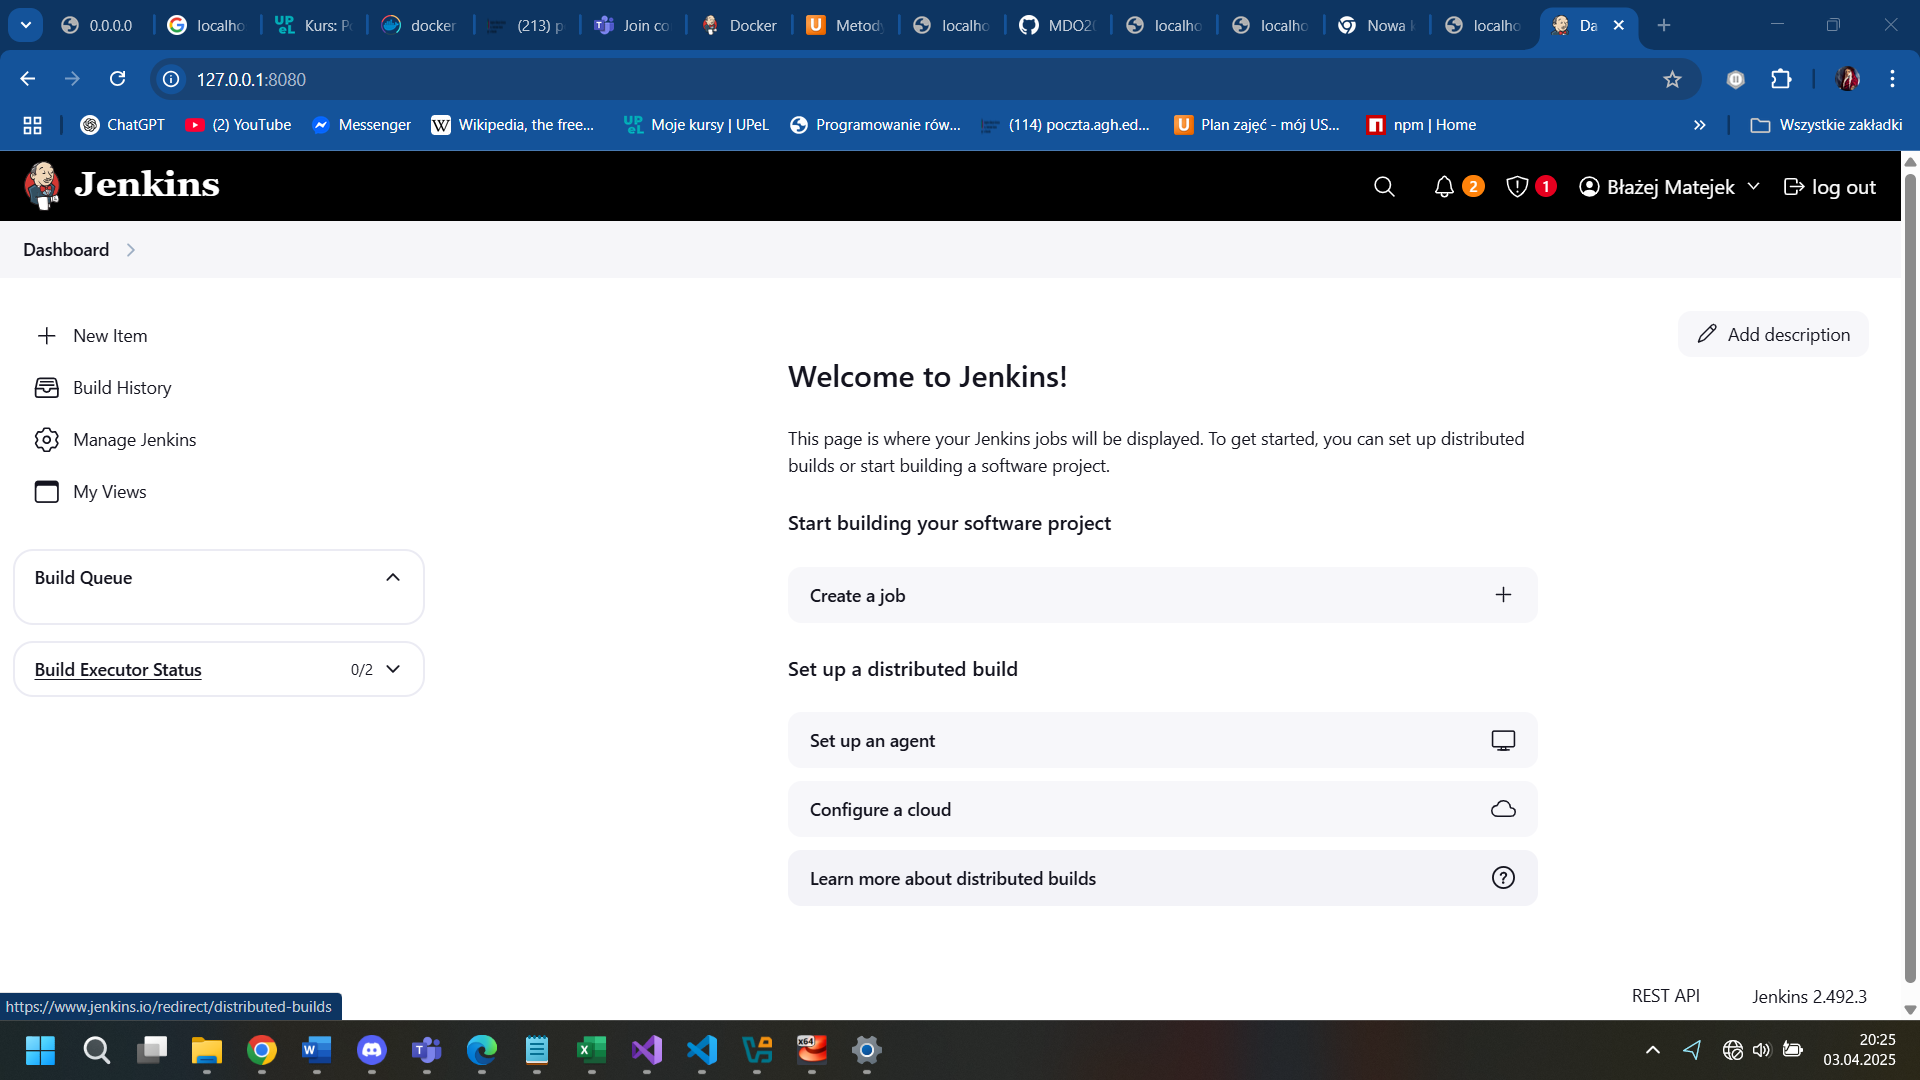 0.0.0.0
localho
Kurs: Po
docker
(213) p
Join co
Docker
Metody
localho
MDO20
localho
localho
Nowa k
localho
Da
127.0.0.1:8080
ChatGPT
(2) YouTube
Messenger
Wikipedia, the free...
Moje kursy | UPeL
Programowanie rów...
(114) poczta.agh.ed...
Plan zajęć - mój US...
npm | Home
Wszystkie zakładki
Jenkins
2
1
Błażej Matejek
log out
Dashboard
New Item
Build History
Manage Jenkins
My Views
Build Queue
Build Executor Status
0/2
Add description
Welcome to Jenkins!
This page is where your Jenkins jobs will be displayed. To get started, you can set up distributed
builds or start building a software project.
Start building your software project
Create a job
Set up a distributed build
Set up an agent
Configure a cloud
Learn more about distributed builds
REST API
Jenkins 2.492.3
https://www.jenkins.io/redirect/distributed-builds
20:25
03.04.2025